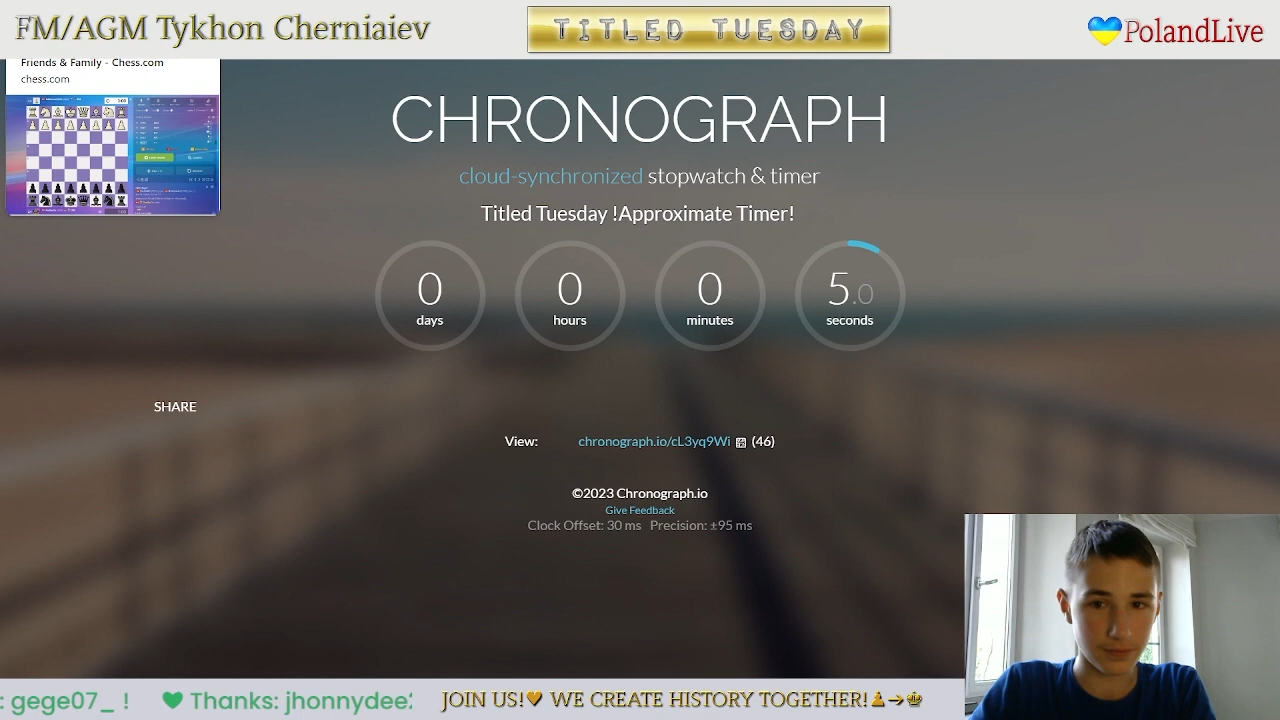 FM/AGM Tykhon Cherniaiev
TITLED TUESDAY
PolandLive
Friends & Family - Chess.com
chess.com
CHRONOGRAPH
cloud-synchronized stopwatch & timer
Titled Tuesday !Approximate Timer!
0 0 0 5.0
days hours minutes seconds
SHARE
View: chronograph.io/cL3yq9Wi (46)
©2023 Chronograph.io
Give Feedback
Clock Offset: 30 ms Precision: ±95 ms
: gege07_ ! Thanks: jhonnydee
JOIN US! WE CREATE HISTORY TOGETHER!